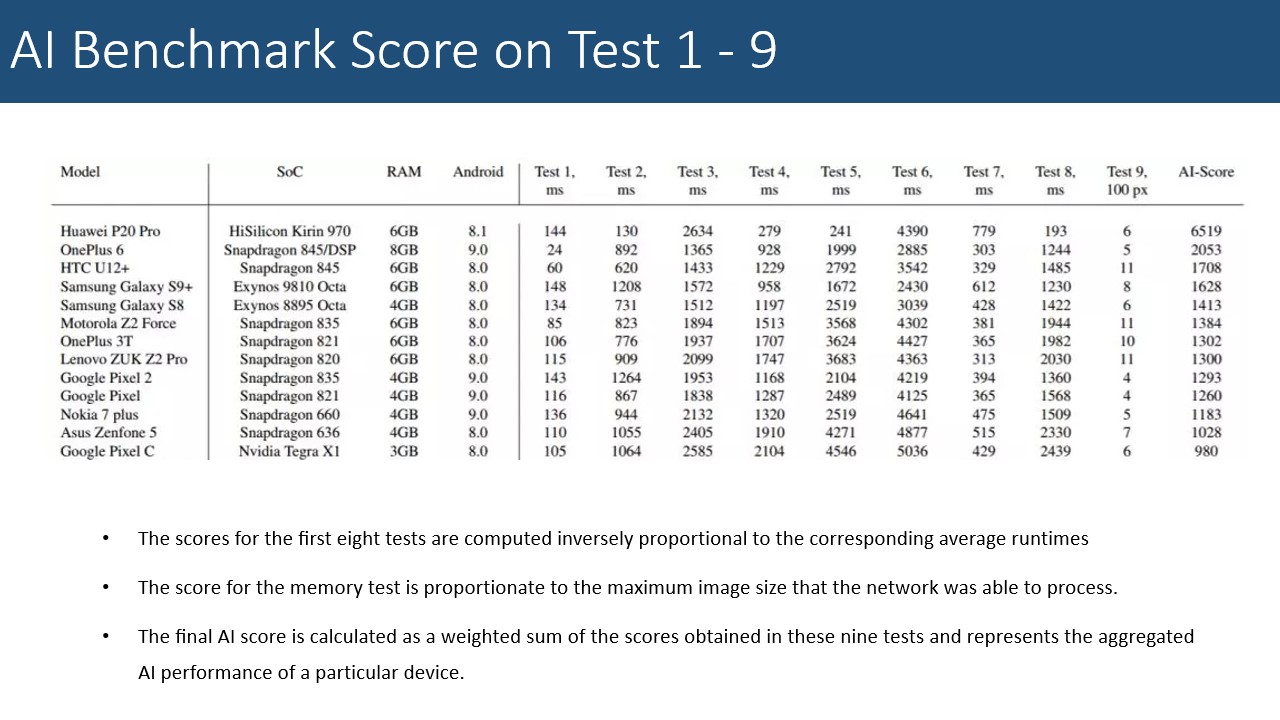 AI Benchmark Score on Test 1 - 9
Model SoC RAM Android Test 1, ms Test 2, ms Test 3, ms Test 4, ms Test 5, ms Test 6, ms Test 7, ms Test 8, ms Test 9, 100 px AI-Score
Huawei P20 Pro HiSilicon Kirin 970 6GB 8.1 144 130 2634 279 241 4390 779 193 6 6519
OnePlus 6 Snapdragon 845/DSP 8GB 9.0 24 892 1365 928 1999 2885 303 1244 5 2053
HTC U12+ Snapdragon 845 6GB 8.0 60 620 1433 1229 2792 3542 329 1485 11 1708
Samsung Galaxy S9+ Exynos 9810 Octa 6GB 8.0 148 1208 1572 958 1672 2430 612 1230 8 1628
Samsung Galaxy S8 Exynos 8895 Octa 4GB 8.0 134 731 1512 1197 2519 3039 428 1422 6 1413
Motorola Z2 Force Snapdragon 835 6GB 8.0 85 823 1894 1513 3568 4302 381 1944 11 1384
OnePlus 3T Snapdragon 821 6GB 8.0 106 776 1937 1707 3624 4427 365 1982 10 1302
Lenovo ZUK Z2 Pro Snapdragon 820 6GB 8.0 115 909 2099 1747 3683 4363 313 2030 11 1300
Google Pixel 2 Snapdragon 835 4GB 9.0 143 1264 1953 1168 2104 4219 394 1360 4 1293
Google Pixel Snapdragon 821 4GB 9.0 116 867 1838 1287 2489 4125 365 1568 4 1260
Nokia 7 plus Snapdragon 660 4GB 9.0 136 944 2132 1320 2519 4641 475 1509 5 1183
Asus Zenfone 5 Snapdragon 636 4GB 8.0 110 1055 2405 1910 4271 4877 515 2330 7 1028
Google Pixel C Nvidia Tegra X1 3GB 8.0 105 1064 2585 2104 4546 5036 429 2439 6 980
• The scores for the first eight tests are computed inversely proportional to the corresponding average runtimes
• The score for the memory test is proportionate to the maximum image size that the network was able to process.
• The final AI score is calculated as a weighted sum of the scores obtained in these nine tests and represents the aggregated
AI performance of a particular device.